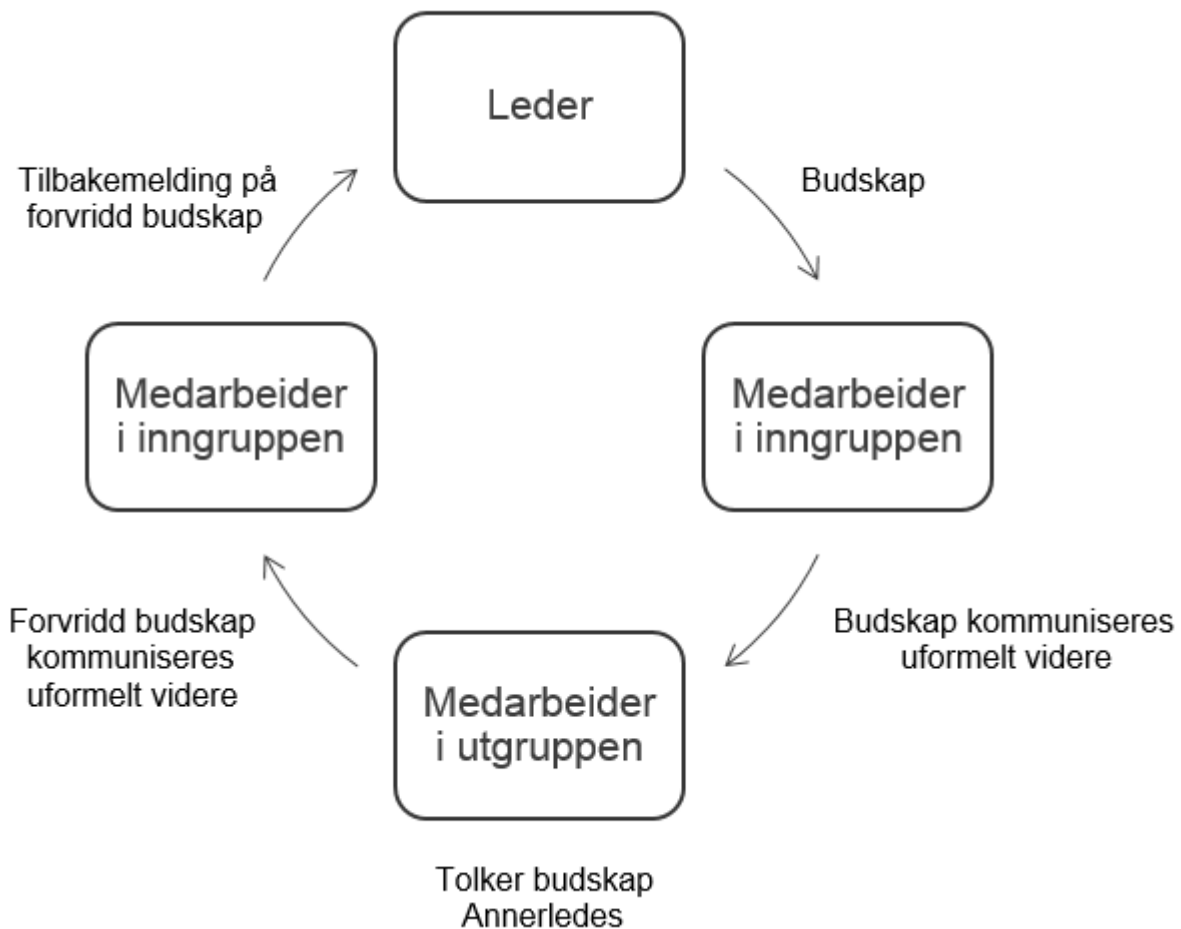 Leder
Budskap
Medarbeider
i inngruppen
Budskap kommuniseres
uformelt videre
Medarbeider
i utgruppen
Tolker budskap
Annerledes
Forvridd budskap
kommuniseres
uformelt videre
Medarbeider
i inngruppen
Tilbakemelding på
forvridd budskap